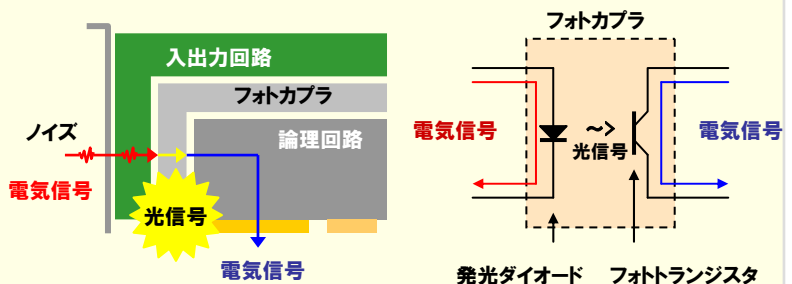 入出力回路
フォトカプラ
論理回路
ノイズ
電気信号
光信号
電気信号
フォトカプラ
電気信号
~>
光信号
電気信号
発光ダイオード
フォトトランジスタ